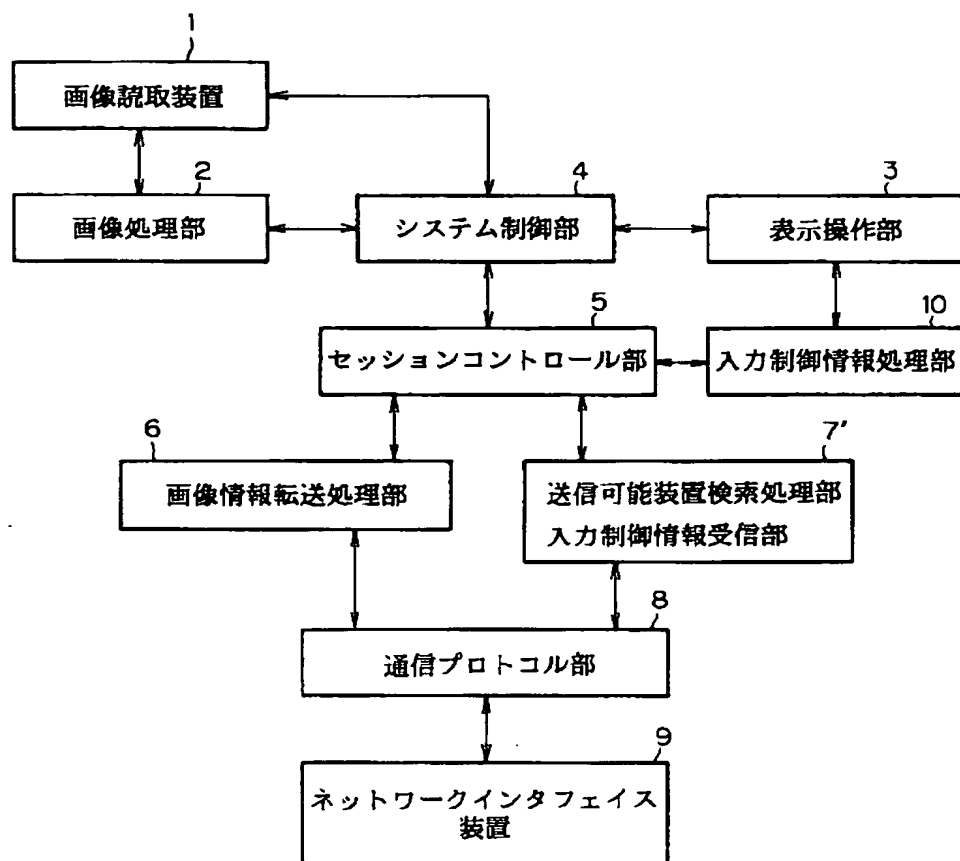 1
画像読取装置
2
画像処理部
4
システム制御部
3
表示操作部
5
セッションコントロール部
10
入力制御情報処理部
6
画像情報転送処理部
7'
送信可能装置検索処理部
入力制御情報受信部
8
通信プロトコル部
9
ネットワークインタフェイス
装置